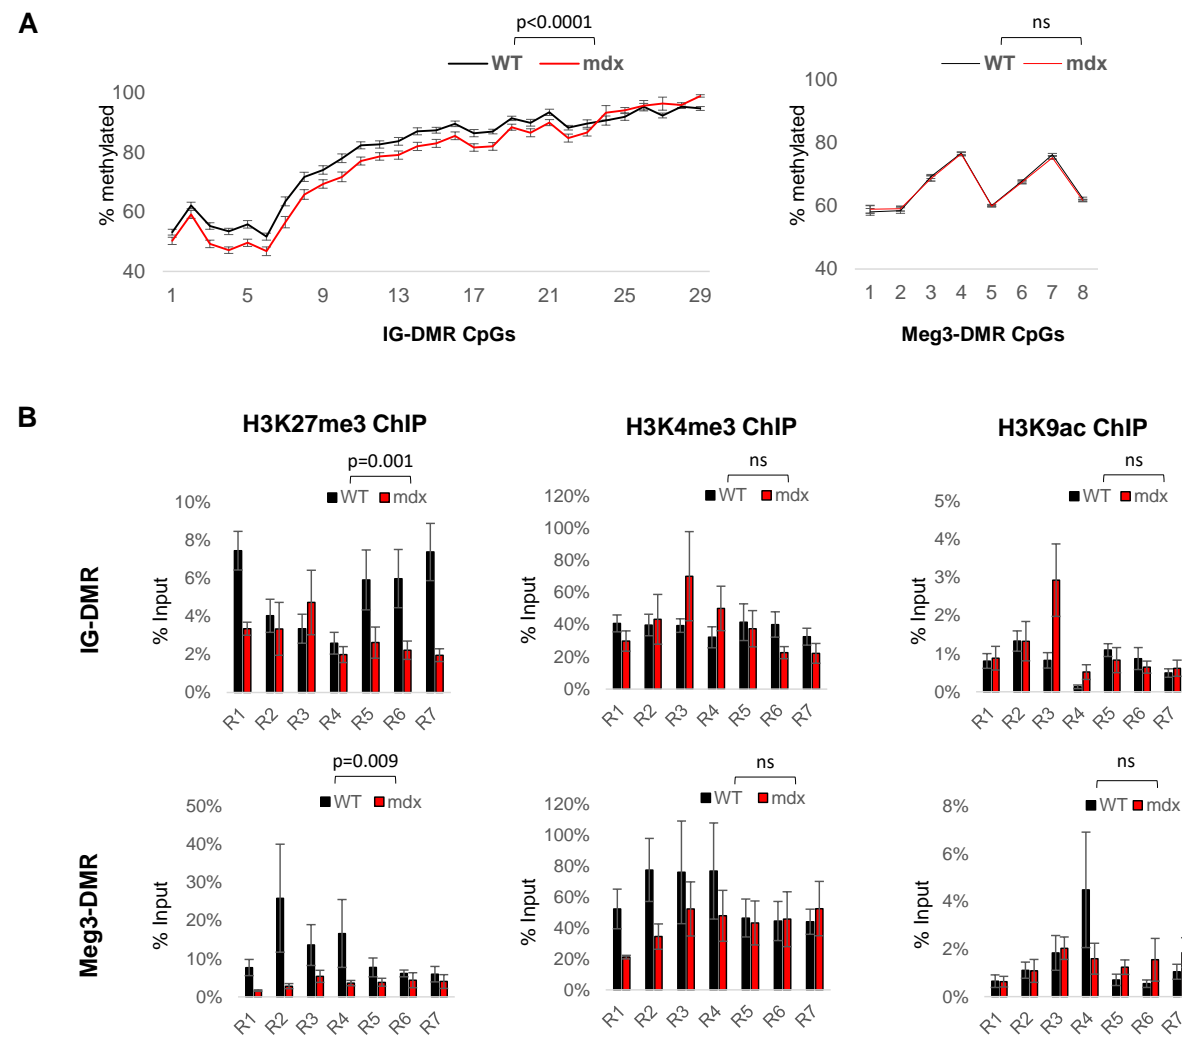 A
p<0.0001
WT mdx
% methylated
100
80
60
40
1 5 9 13 17 21 25 29
IG-DMR CpGs
ns
WT mdx
% methylated
100
80
60
40
1 2 3 4 5 6 7 8
Meg3-DMR CpGs
B
IG-DMR
H3K27me3 ChIP
p=0.001
WT mdx
% Input
10%
8%
6%
4%
2%
0%
R1 R2 R3 R4 R5 R6 R7
H3K4me3 ChIP
ns
WT mdx
% Input
120%
100%
80%
60%
40%
20%
0%
R1 R2 R3 R4 R5 R6 R7
H3K9ac ChIP
ns
WT mdx
% Input
5%
4%
3%
2%
1%
0%
R1 R2 R3 R4 R5 R6 R7
Meg3-DMR
p=0.009
WT mdx
% Input
50%
40%
30%
20%
10%
0%
R1 R2 R3 R4 R5 R6 R7
ns
WT mdx
% Input
120%
100%
80%
60%
40%
20%
0%
R1 R2 R3 R4 R5 R6 R7
ns
WT mdx
% Input
8%
6%
4%
2%
0%
R1 R2 R3 R4 R5 R6 R7